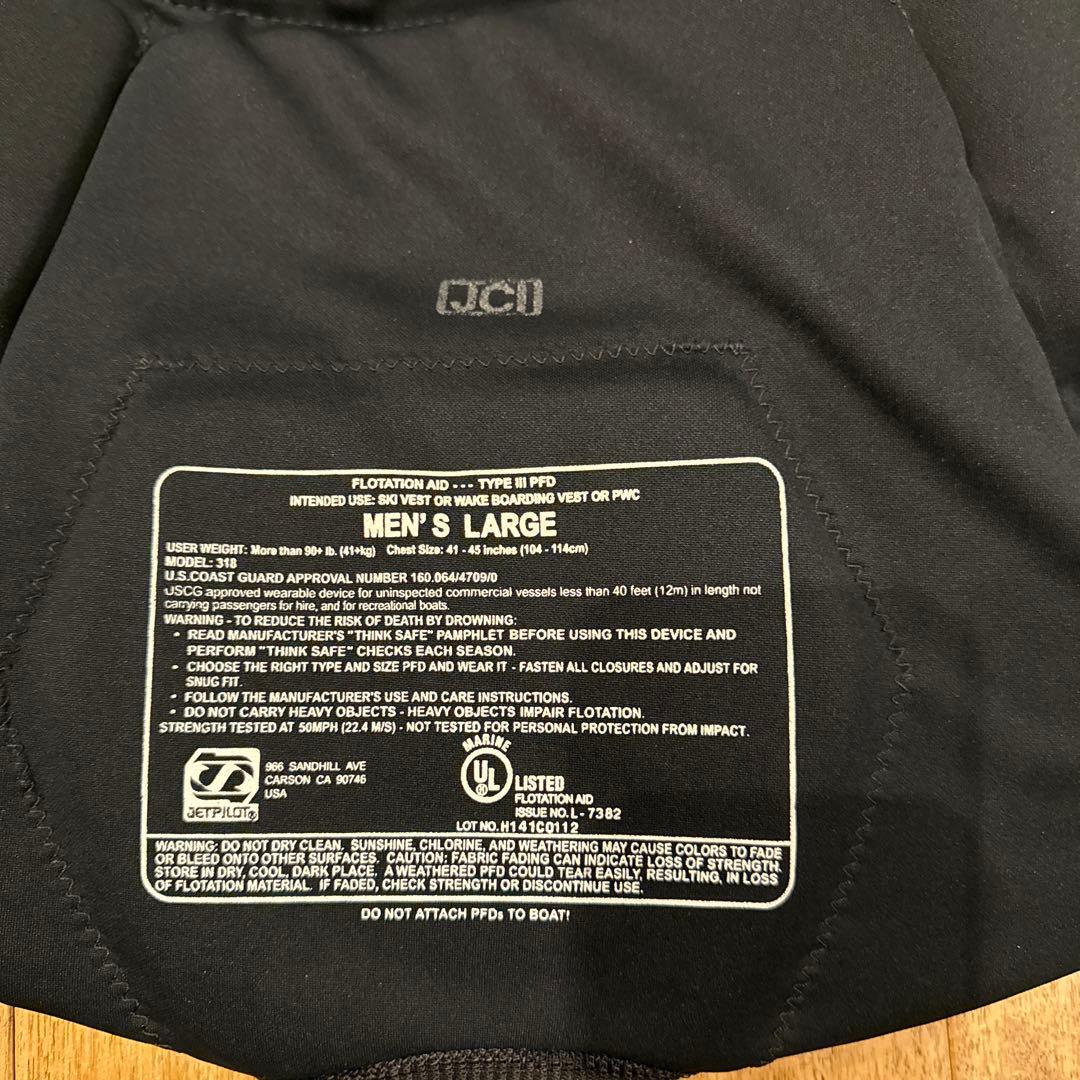 [JCI]
FLOTATION AID --- TYPE III PFD
INTENDED USE: SKI VEST OR WAKE BOARDING VEST OR PWC
MEN'S LARGE
USER WEIGHT: More than 90+ lb. (41+kg) Chest Size: 41 - 45 inches (104 - 114cm)
MODEL: 318
U.S.COAST GUARD APPROVAL NUMBER 160.064/4709/0
USCG approved wearable device for uninspected commercial vessels less than 40 feet (12m) in length not
carrying passengers for hire, and for recreational boats.
WARNING - TO REDUCE THE RISK OF DEATH BY DROWNING:
• READ MANUFACTURER'S "THINK SAFE" PAMPHLET BEFORE USING THIS DEVICE AND
PERFORM "THINK SAFE" CHECKS EACH SEASON.
• CHOOSE THE RIGHT TYPE AND SIZE PFD AND WEAR IT - FASTEN ALL CLOSURES AND ADJUST FOR
SNUG FIT.
• FOLLOW THE MANUFACTURER'S USE AND CARE INSTRUCTIONS.
• DO NOT CARRY HEAVY OBJECTS - HEAVY OBJECTS IMPAIR FLOTATION.
STRENGTH TESTED AT 50MPH (22.4 M/S) - NOT TESTED FOR PERSONAL PROTECTION FROM IMPACT.
JETPILOT®
966 SANDHILL AVE
CARSON CA 90746
USA
MARINE
UL ®
LISTED
FLOTATION AID
ISSUE NO. L - 7382
LOT NO. H141C0112
WARNING: DO NOT DRY CLEAN. SUNSHINE, CHLORINE, AND WEATHERING MAY CAUSE COLORS TO FADE
OR BLEED ONTO OTHER SURFACES. CAUTION: FABRIC FADING CAN INDICATE LOSS OF STRENGTH.
STORE IN DRY, COOL, DARK PLACE. A WEATHERED PFD COULD TEAR EASILY, RESULTING, IN LOSS
OF FLOTATION MATERIAL. IF FADED, CHECK STRENGTH OR DISCONTINUE USE.
DO NOT ATTACH PFDs TO BOAT!